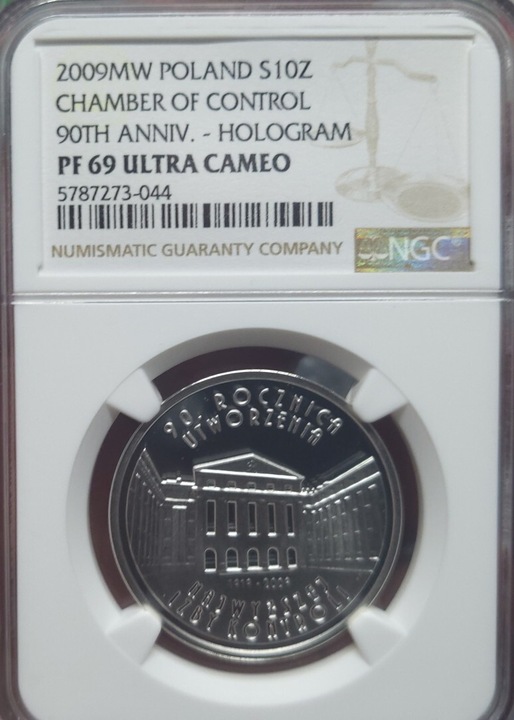 2009MW POLAND S10Z
CHAMBER OF CONTROL
90TH ANNIV. - HOLOGRAM
PF 69 ULTRA CAMEO
5787273-044
NUMISMATIC GUARANTY COMPANY
NGC
90. ROCZNICA
UTWORZENIA
1919 - 2009
NAJWYŻSZEJ
IZBY KONTROLI